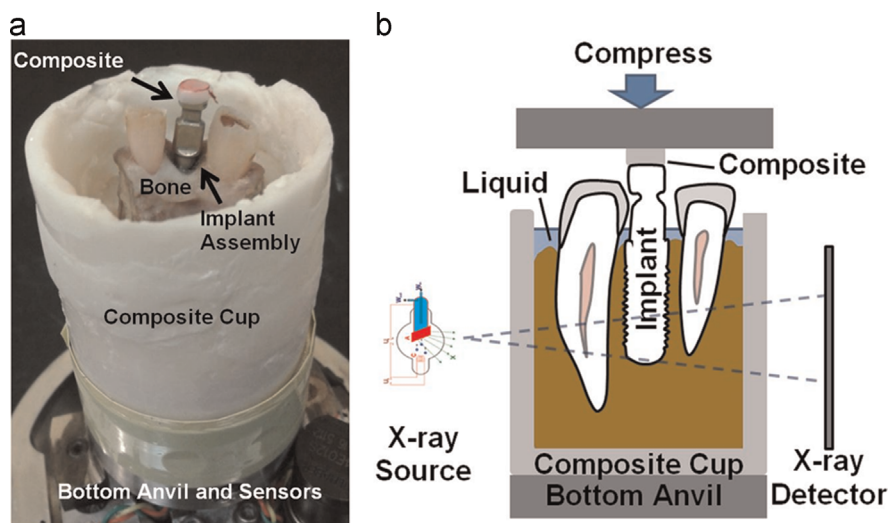 a
Composite
Bone
Implant
Assembly
Composite Cup
Bottom Anvil and Sensors
b
Compress
Composite
Liquid
Implant
X-ray
Source
Composite Cup
Bottom Anvil
X-ray
Detector